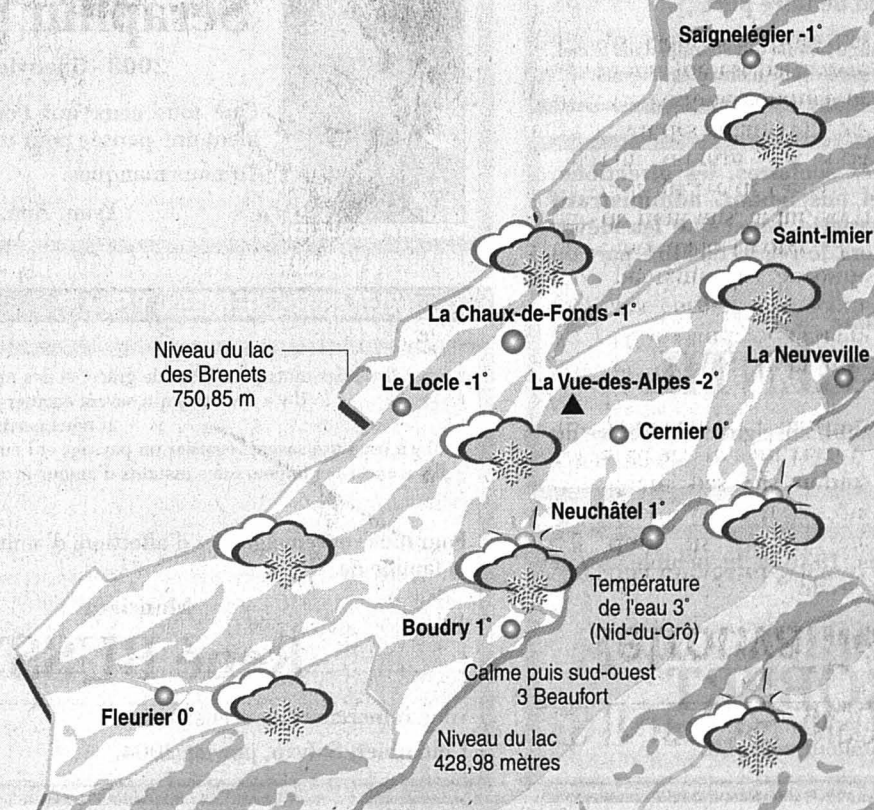 Saignelégier -1°
Saint-Imier
La Chaux-de-Fonds -1°
Niveau du lac
des Brenets
750,85 m
La Neuveville
Le Locle -1°
La Vue-des-Alpes -2°
Cernier 0°
Neuchâtel 1°
Température
de l'eau 3°
(Nid-du-Crô)
Boudry 1°
Calme puis sud-ouest
3 Beaufort
Fleurier 0°
Niveau du lac
428,98 mètres